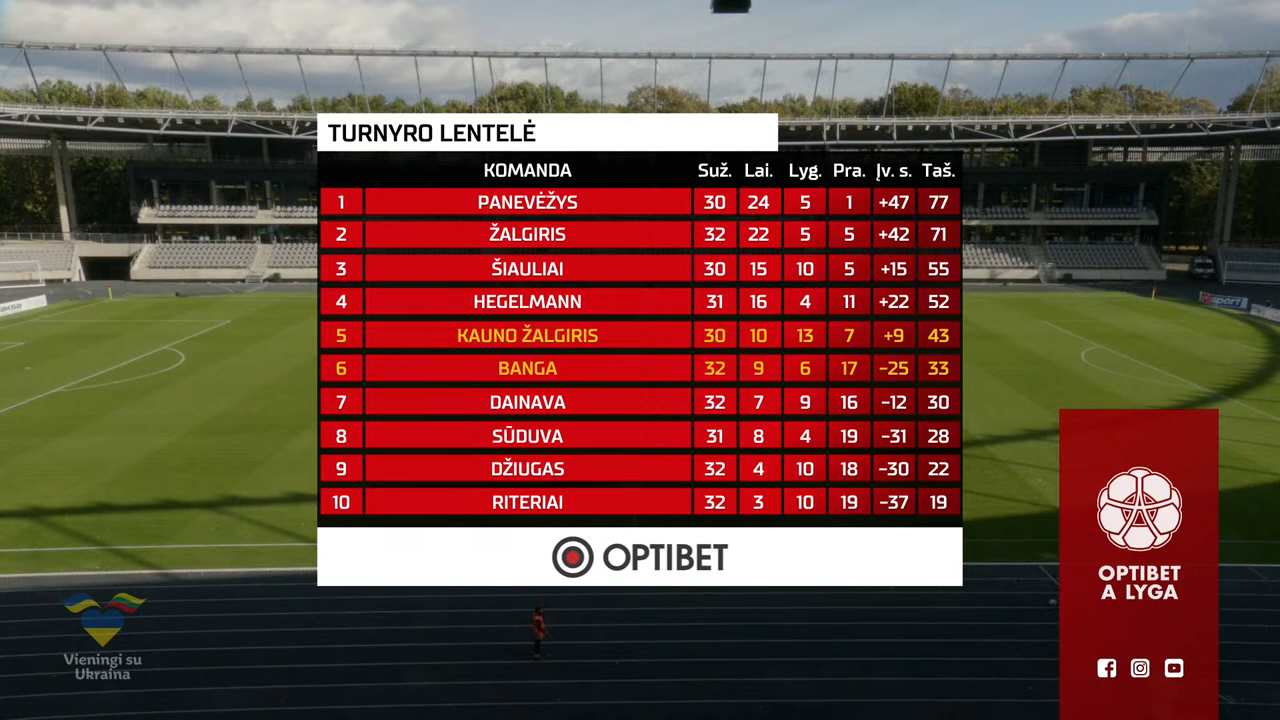 TURNYRO LENTELĖ
KOMANDA Suž. Lai. Lyg. Pra. Įv. s. Taš.
1 PANEVĖŽYS 30 24 5 1 +47 77
2 ŽALGIRIS 32 22 5 5 +42 71
3 ŠIAULIAI 30 15 10 5 +15 55
4 HEGELMANN 31 16 4 11 +22 52
5 KAUNO ŽALGIRIS 30 10 13 7 +9 43
6 BANGA 32 9 6 17 -25 33
7 DAINAVA 32 7 9 16 -12 30
8 SŪDUVA 31 8 4 19 -31 28
9 DŽIUGAS 32 4 10 18 -30 22
10 RITERIAI 32 3 10 19 -37 19
OPTIBET
OPTIBET
A LYGA
Vieningi su
Ukraina